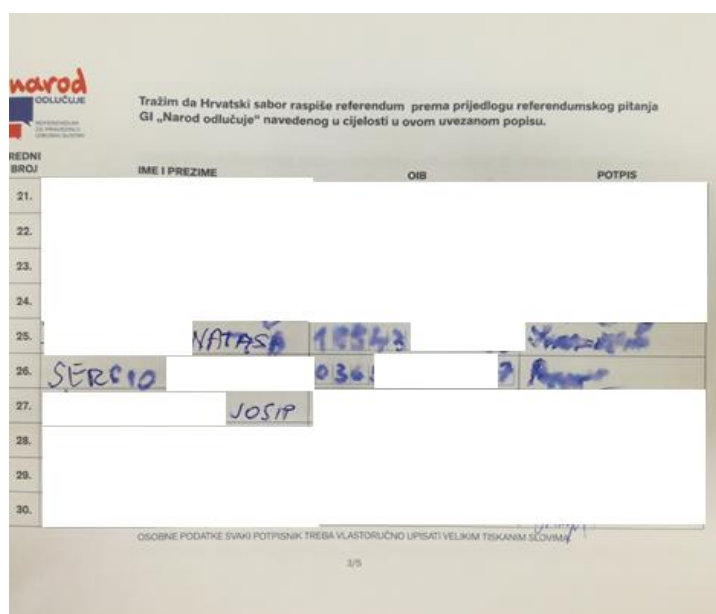 narod
ODLUČUJE
Tražim da Hrvatski sabor raspiše referendum prema prijedlogu referendumskog pitanja
GI „Narod odlučuje“ navedenog u cijelosti u ovom uvezanom popisu.
REDNI
BROJ IME I PREZIME OIB POTPIS
21.
22.
23.
24.
25. NATAŠA
26. SERGIO
27. JOSIP
28.
29.
30.
OSOBNE PODATKE SVAKI POTPISNIK TREBA VLASTORUČNO UPISATI VELIKIM TISKANIM SLOVIMA
3/5